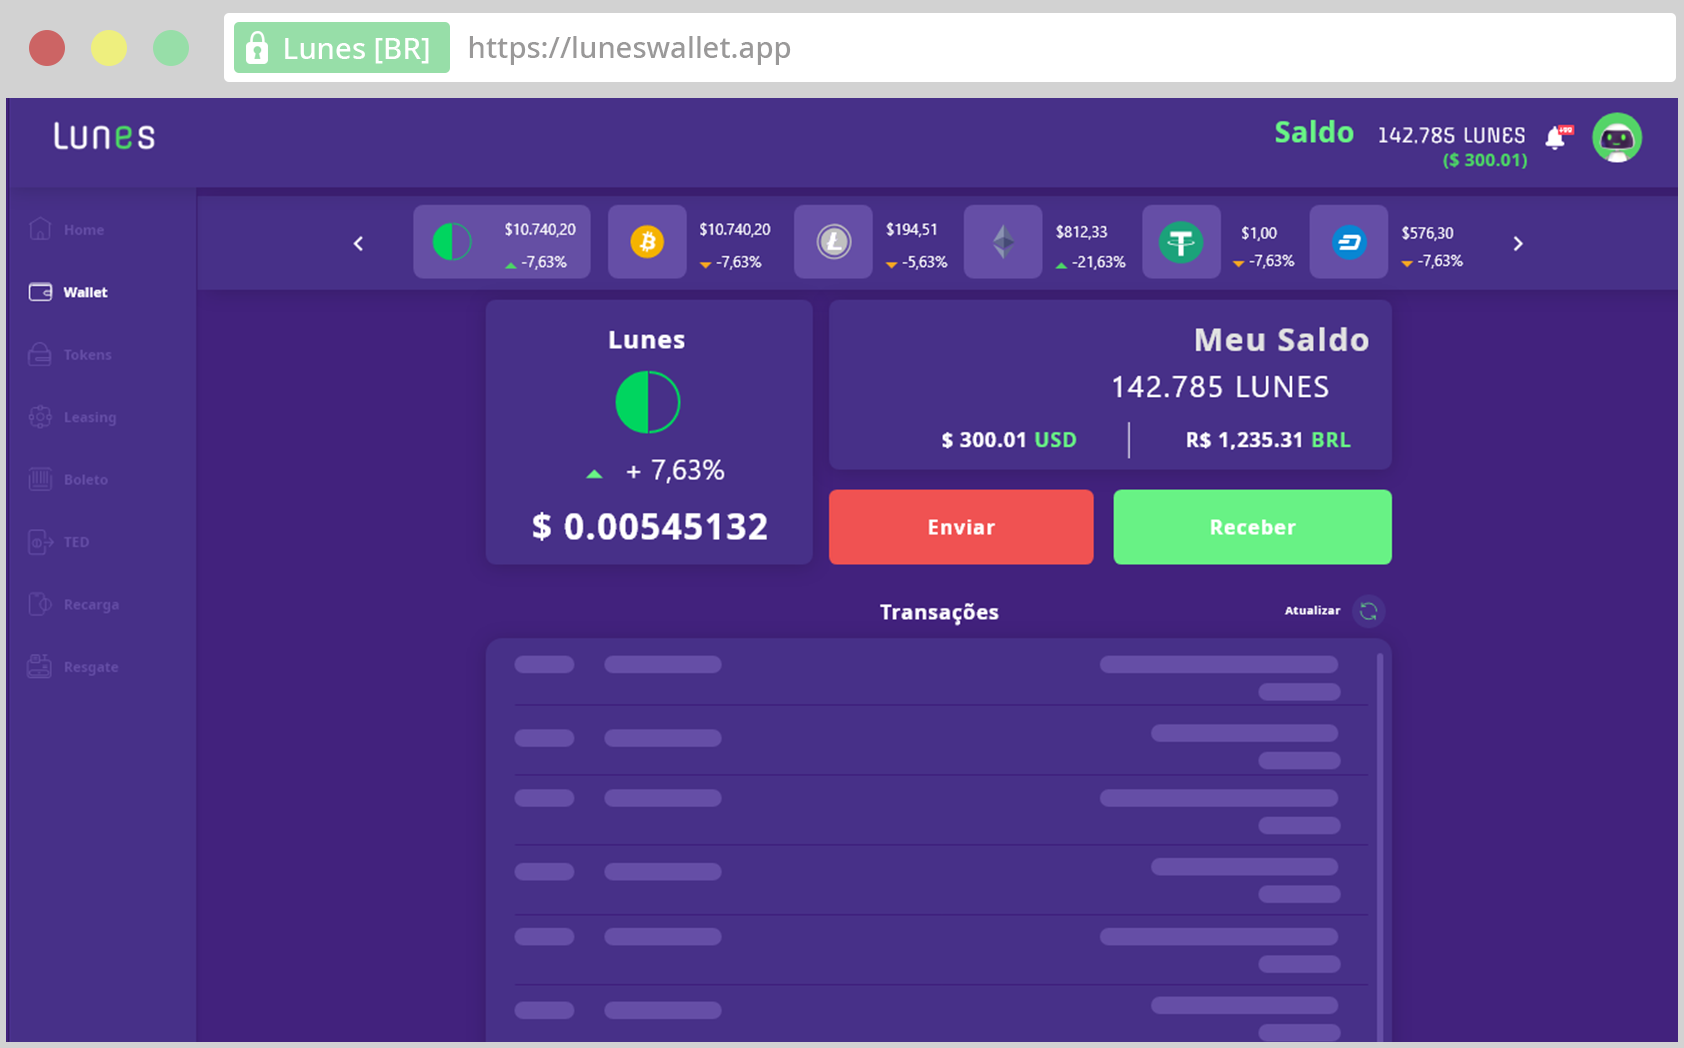 Lunes [BR] https://luneswallet.app
Lunes
Saldo 142.785 LUNES
($ 300.01)
Home
Wallet
Tokens
Leasing
Boleto
TED
Recarga
Resgate
$10.740,20
-7,63%
$10.740,20
-7,63%
$194,51
-5,63%
$812,33
-21,63%
$1,00
-7,63%
$576,30
-7,63%
Lunes
+ 7,63%
$ 0.00545132
Meu Saldo
142.785 LUNES
$ 300.01 USD
R$ 1,235.31 BRL
Enviar
Receber
Transações
Atualizar